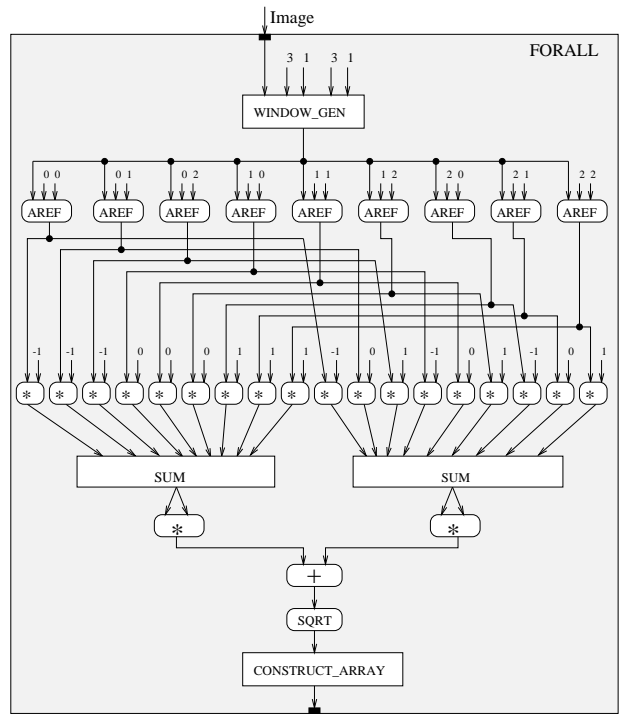 Image
FORALL
3 1 3 1
WINDOW_GEN
0 0 0 1 0 2 1 0 1 1 1 2 2 0 2 1 2 2
AREF AREF AREF AREF AREF AREF AREF AREF AREF
-1 -1 -1 0 0 0 1 1 1 -1 0 1 -1 0 1 -1 0 1
* * * * * * * * * * * * * * * * * *
SUM SUM
* *
+
SQRT
CONSTRUCT_ARRAY